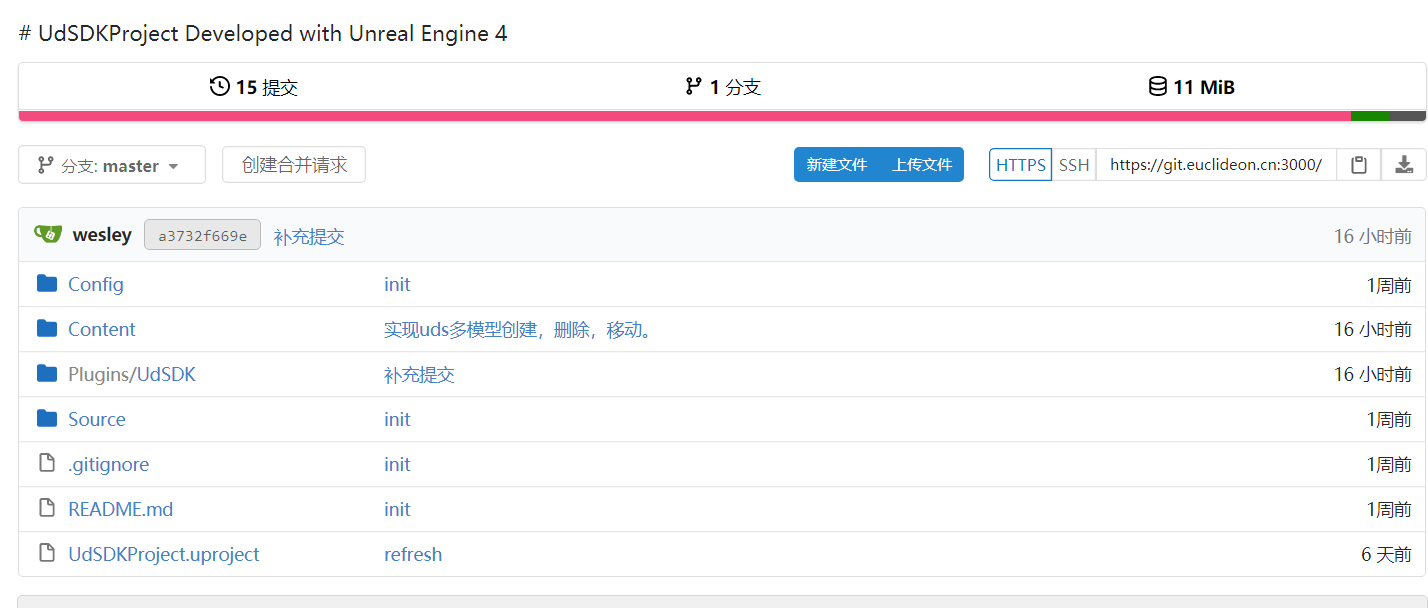 # UdSDKProject Developed with Unreal Engine 4
15 提交 1 分支 11 MiB
分支: master 创建合并请求 新建文件 上传文件 HTTPS SSH https://git.euclideon.cn:3000/
wesley a3732f669e 补充提交 16 小时前
Config init 1周前
Content 实现uds多模型创建，删除，移动。 16 小时前
Plugins/UdSDK 补充提交 16 小时前
Source init 1周前
.gitignore init 1周前
README.md init 1周前
UdSDKProject.uproject refresh 6 天前